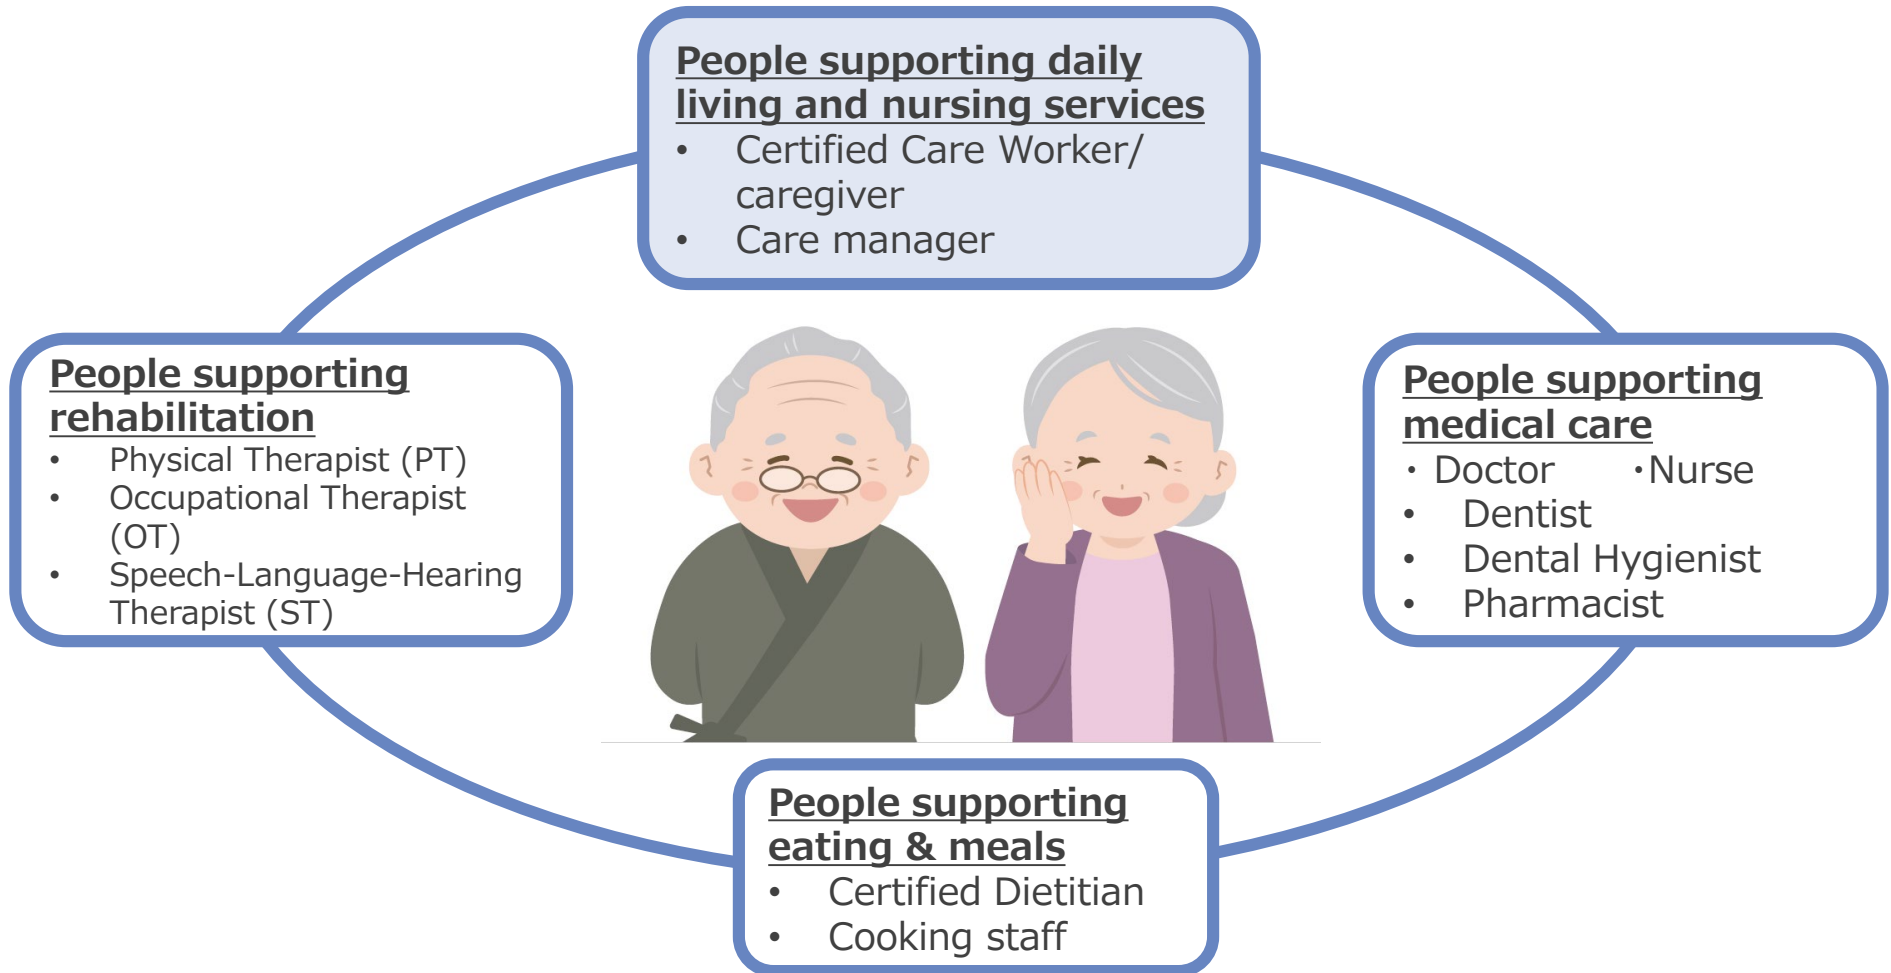 People supporting daily
living and nursing services
• Certified Care Worker/
caregiver
• Care manager
People supporting
rehabilitation
• Physical Therapist (PT)
• Occupational Therapist
(OT)
• Speech-Language-Hearing
Therapist (ST)
People supporting
medical care
・Doctor ・Nurse
• Dentist
• Dental Hygienist
• Pharmacist
People supporting
eating & meals
• Certified Dietitian
• Cooking staff